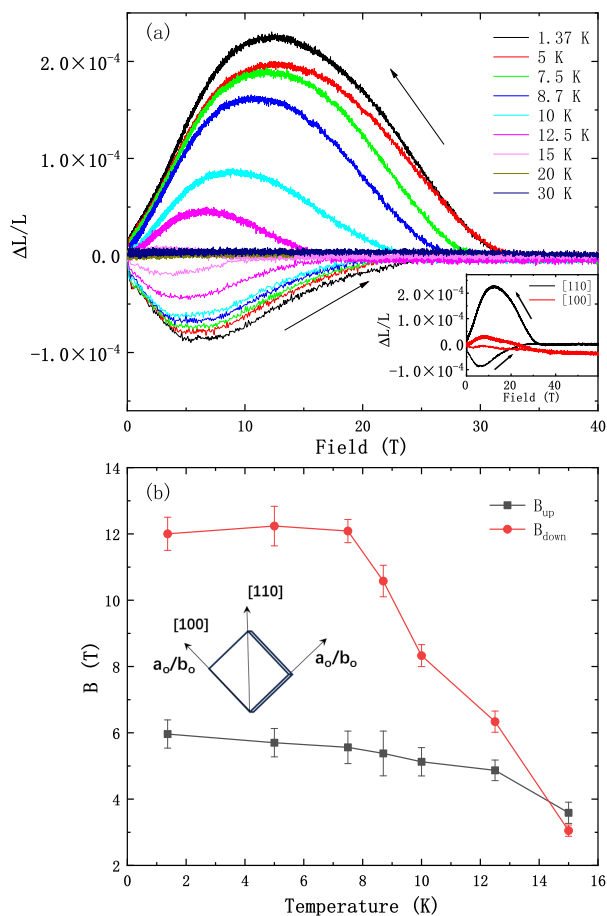 (a)
1.37 K
5 K
7.5 K
8.7 K
10 K
12.5 K
15 K
20 K
30 K
2.0×10⁻⁴
1.0×10⁻⁴
0.0
−1.0×10⁻⁴
ΔL/L
0 10 20 30 40
Field (T)
[110]
[100]
2.0×10⁻⁴
1.0×10⁻⁴
0.0
−1.0×10⁻⁴
ΔL/L
0 20 40
Field (T)
(b)
B_up
B_down
14
12
10
8
6
4
2
B (T)
[110]
[100]
a_o/b_o
a_o/b_o
0 2 4 6 8 10 12 14 16
Temperature (K)